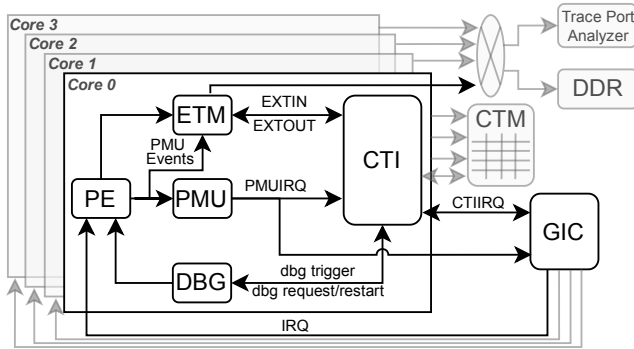 Core 3
Core 2
Core 1
Core 0
Trace Port
Analyzer
DDR
ETM
EXTIN
EXTOUT
CTM
PMU
Events
CTI
PE
PMU
PMUIRQ
CTIIRQ
GIC
DBG
dbg trigger
dbg request/restart
IRQ